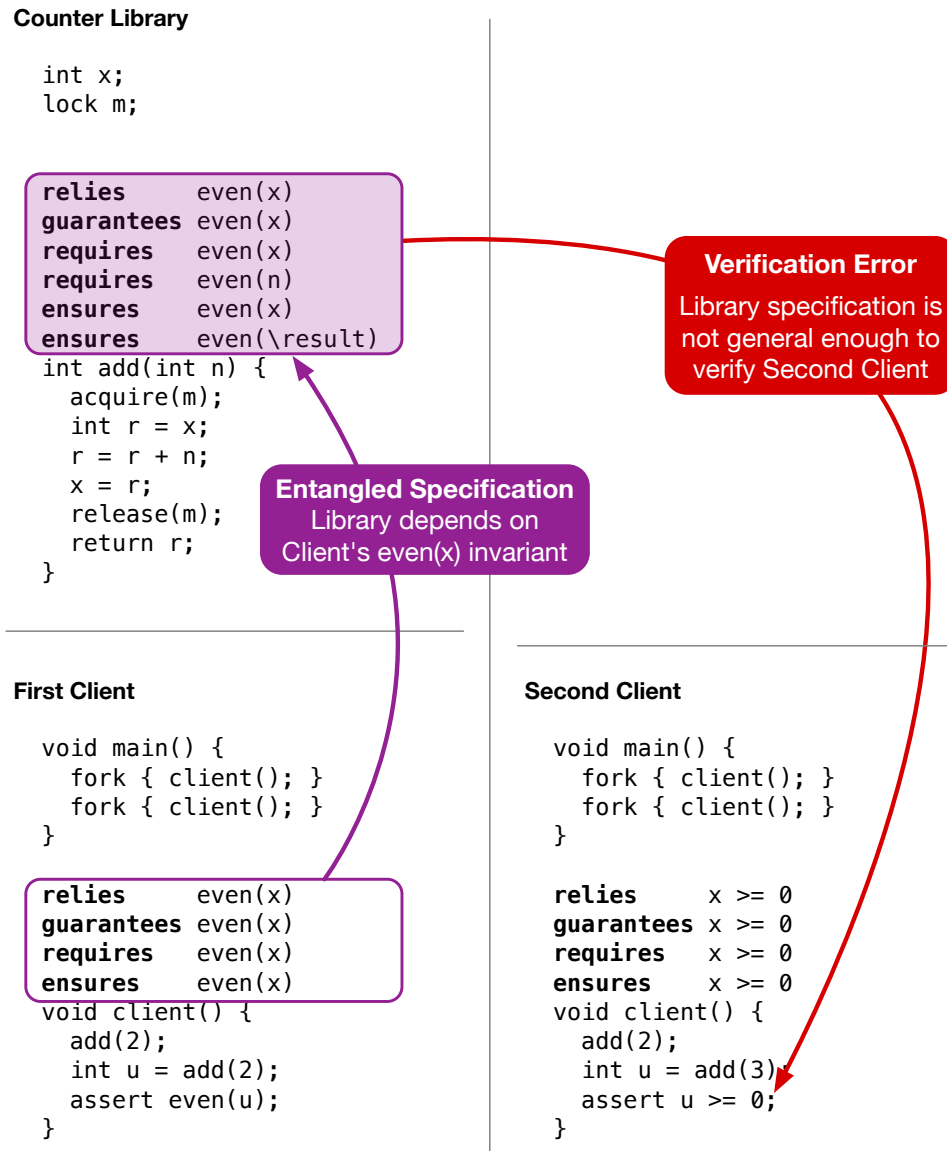 Counter Library
int x;
lock m;
relies even(x)
guarantees even(x)
requires even(x)
requires even(n)
ensures even(x)
ensures even(\result)
int add(int n) {
acquire(m);
int r = x;
r = r + n;
x = r;
release(m);
return r;
}
Verification Error
Library specification is
not general enough to
verify Second Client
Entangled Specification
Library depends on
Client's even(x) invariant
First Client
void main() {
fork { client(); }
fork { client(); }
}
relies even(x)
guarantees even(x)
requires even(x)
ensures even(x)
void client() {
add(2);
int u = add(2);
assert even(u);
}
Second Client
void main() {
fork { client(); }
fork { client(); }
}
relies x >= 0
guarantees x >= 0
requires x >= 0
ensures x >= 0
void client() {
add(2);
int u = add(3);
assert u >= 0;
}